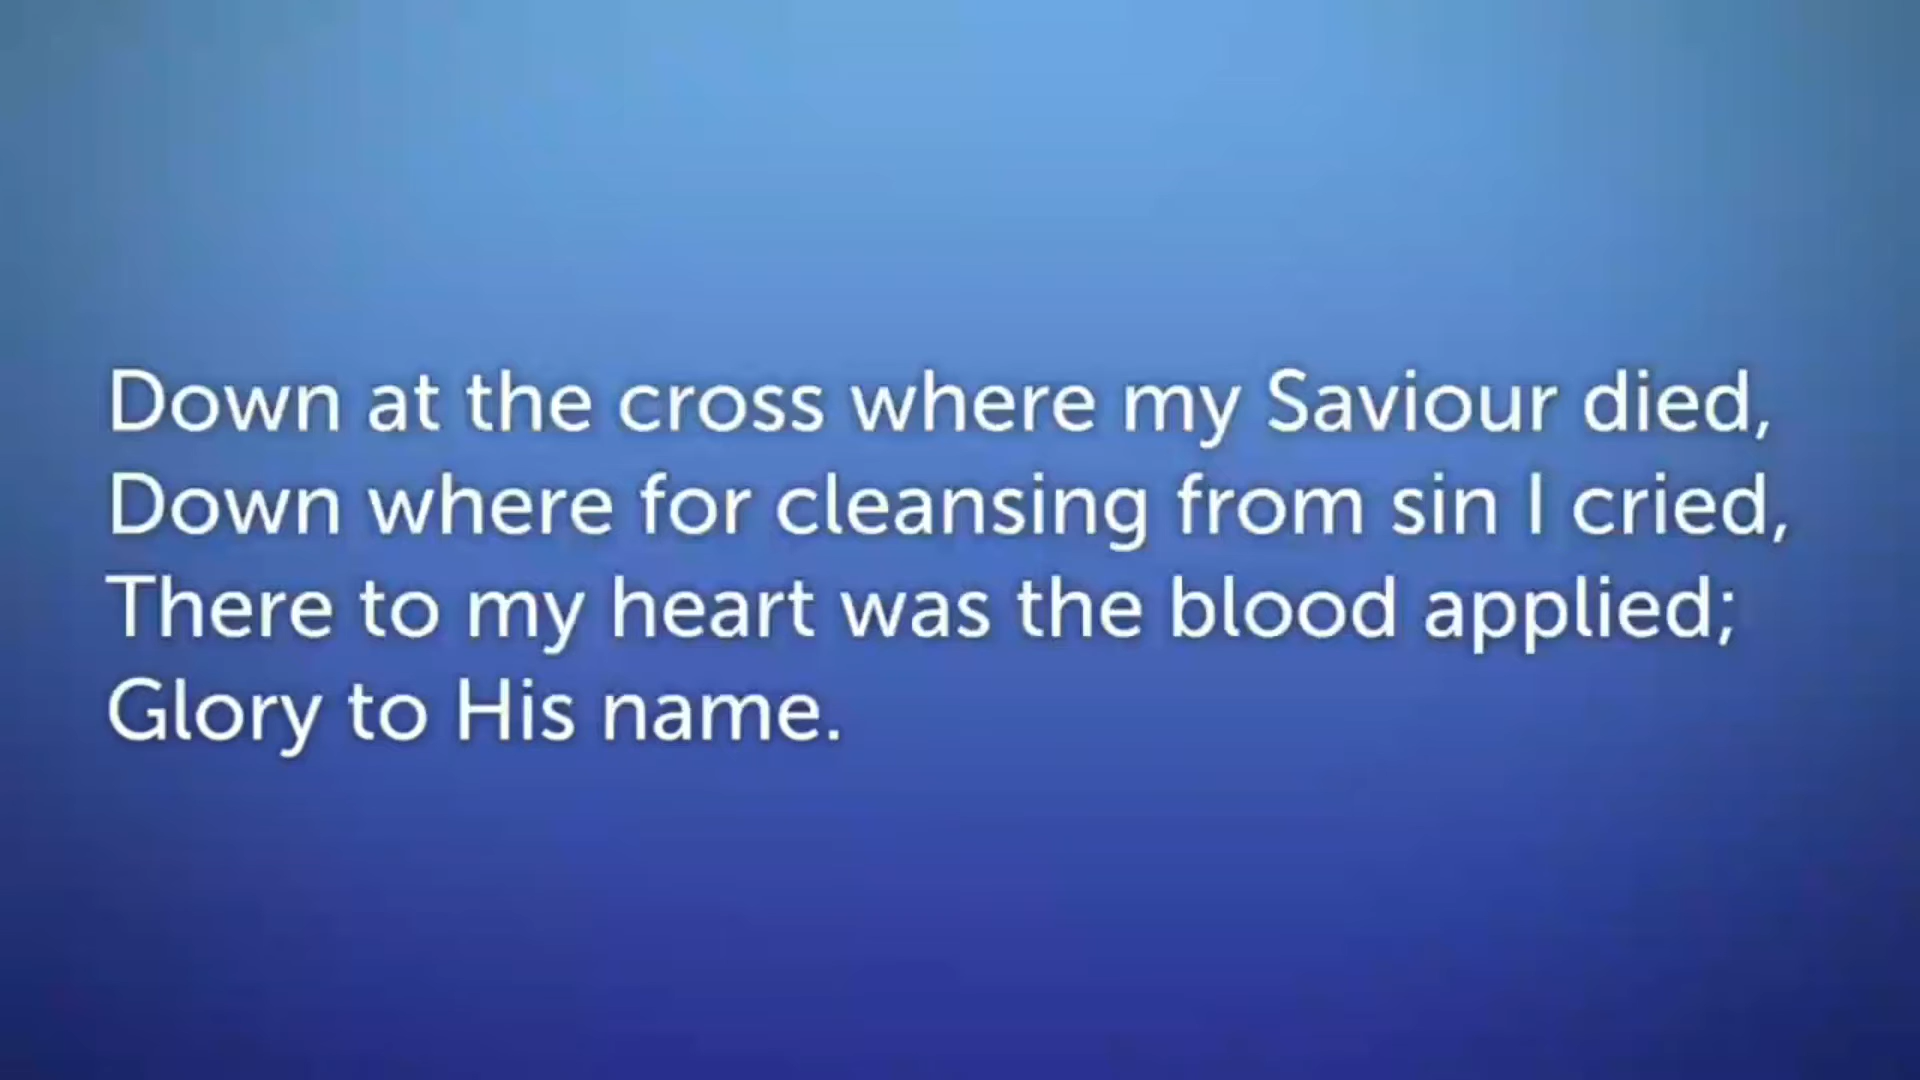 Down at the cross where my Saviour died,
Down where for cleansing from sin I cried,
There to my heart was the blood applied;
Glory to His name.